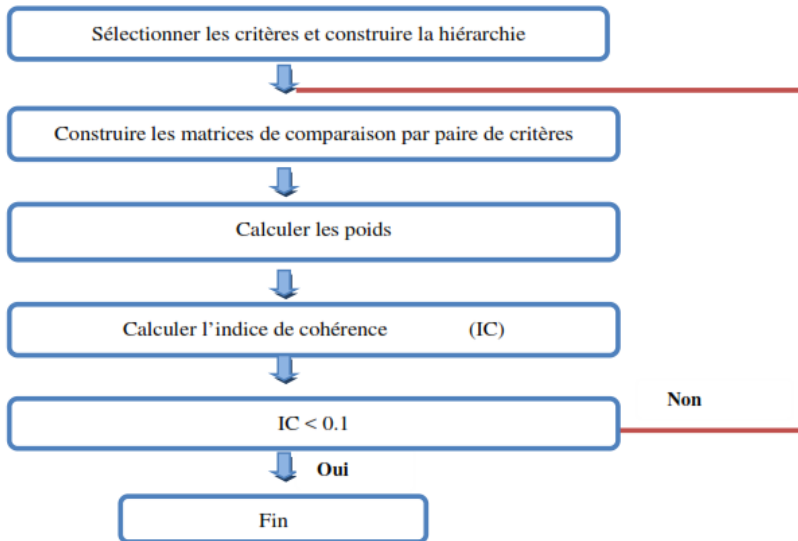 Sélectionner les critères et construire la hiérarchie
Construire les matrices de comparaison par paire de critères
Calculer les poids
Calculer l’indice de cohérence (IC)
IC < 0.1
Non
Oui
Fin